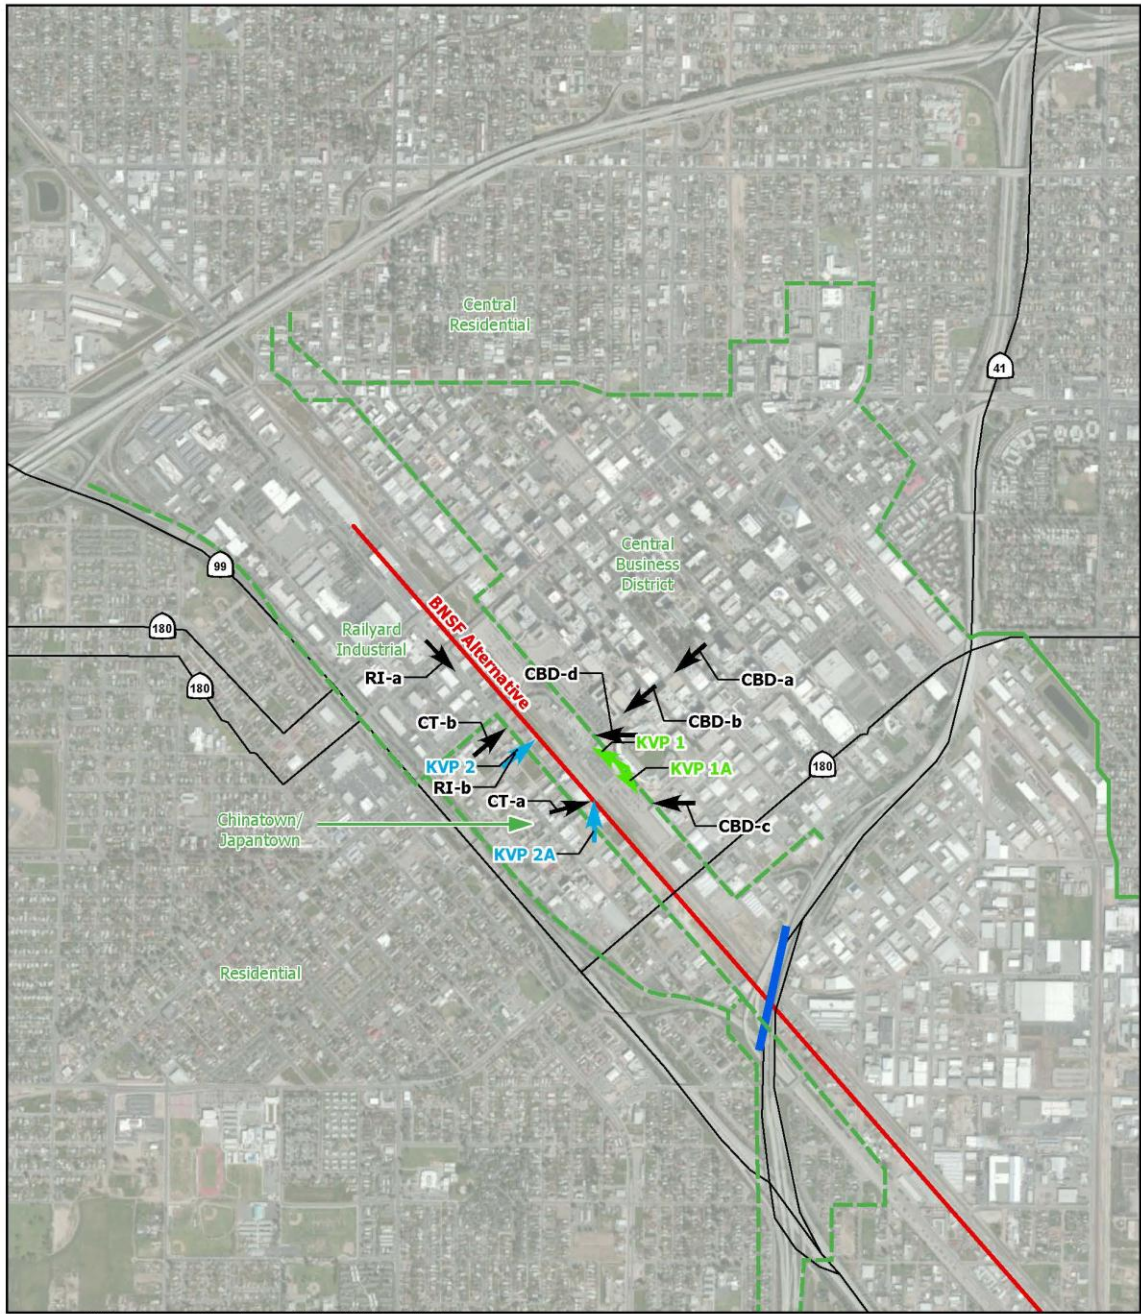 Central
Residential
41
99
Central
Business
District
BNSF Alternative
180
Railyard
Industrial
180
RI-a
CBD-d
CBD-a
CT-b
CBD-b
KVP 1
KVP 2
180
KVP 1A
RI-b
CT-a
Chinatown/
Japantown
CBD-c
KVP 2A
Residential